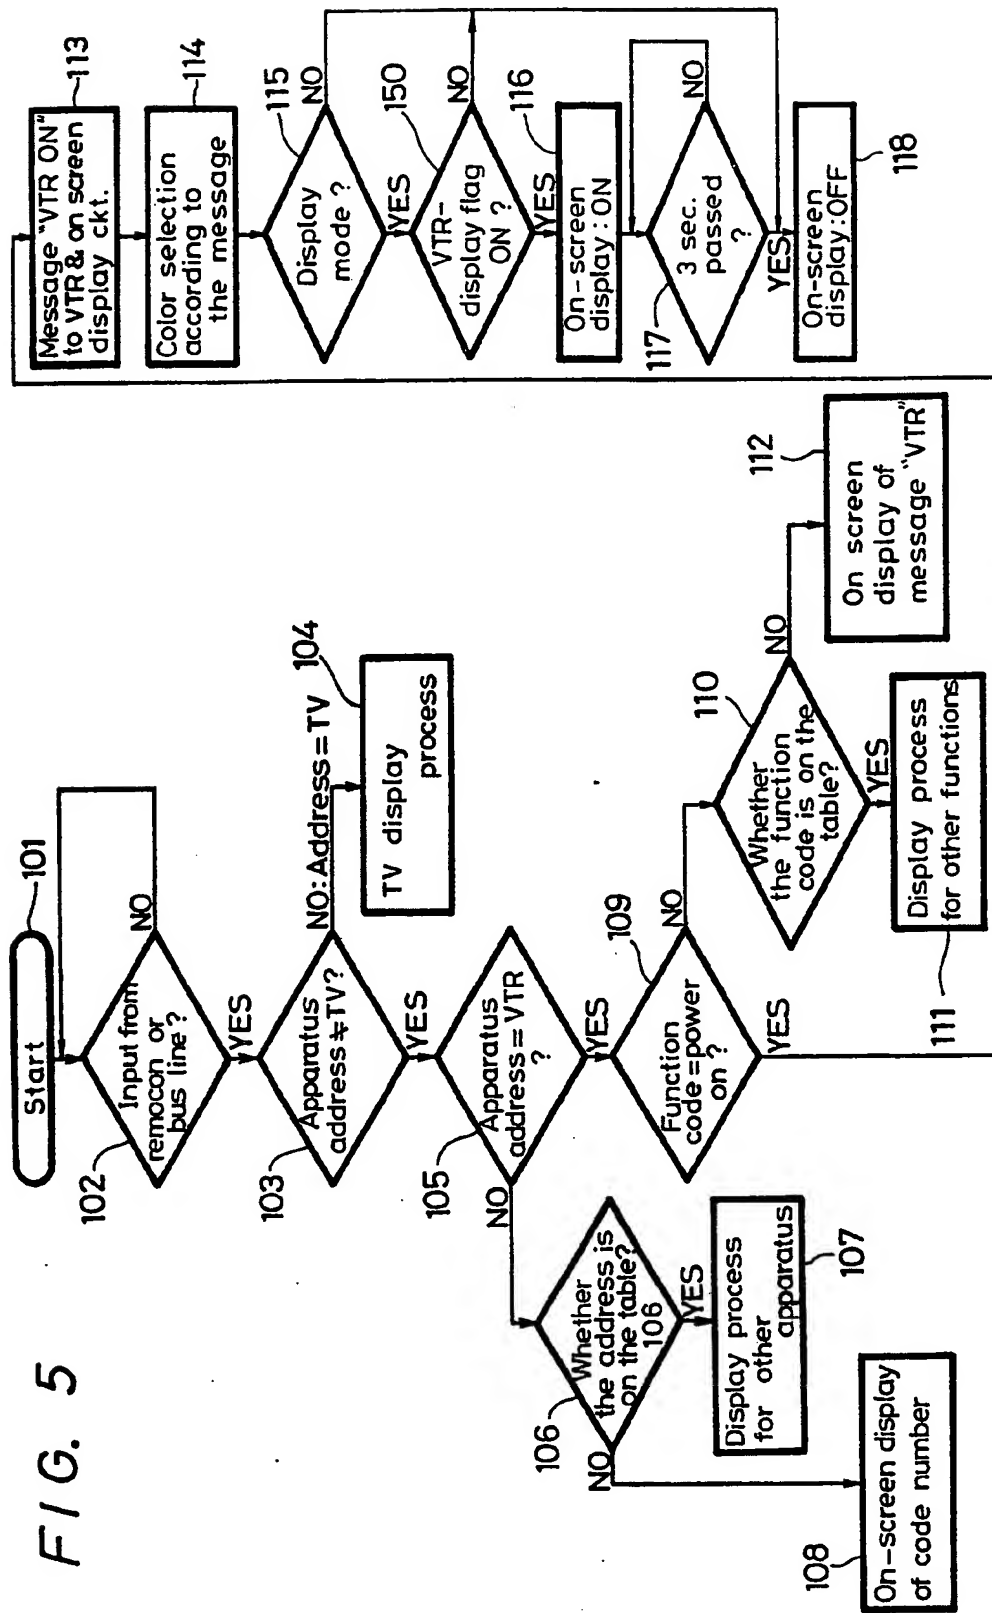 FIG. 5
Start
101
Input from
remocon or
bus line?
102
NO
YES
Apparatus
address≠TV?
103
NO:Address=TV
104
TV display
process
YES
Apparatus
address=VTR
?
105
NO
YES
Whether
the address is
on the table?
106
106
NO
YES
Display process
for other
apparatus
107
On-screen display
of code number
108
Function
code=power
on ?
109
NO
YES
Whether
the function
code is on the
table?
110
NO
YES
Display process
for other functions
111
On screen
display of
message "VTR"
112
Message "VTR ON"
to VTR & on screen
display ckt.
113
Color selection
according to
the message
114
Display
mode ?
115
NO
YES
VTR-
display flag
ON ?
150
NO
YES
On-screen
display:ON
116
3 sec.
passed
?
117
NO
YES
On-screen
display:OFF
118